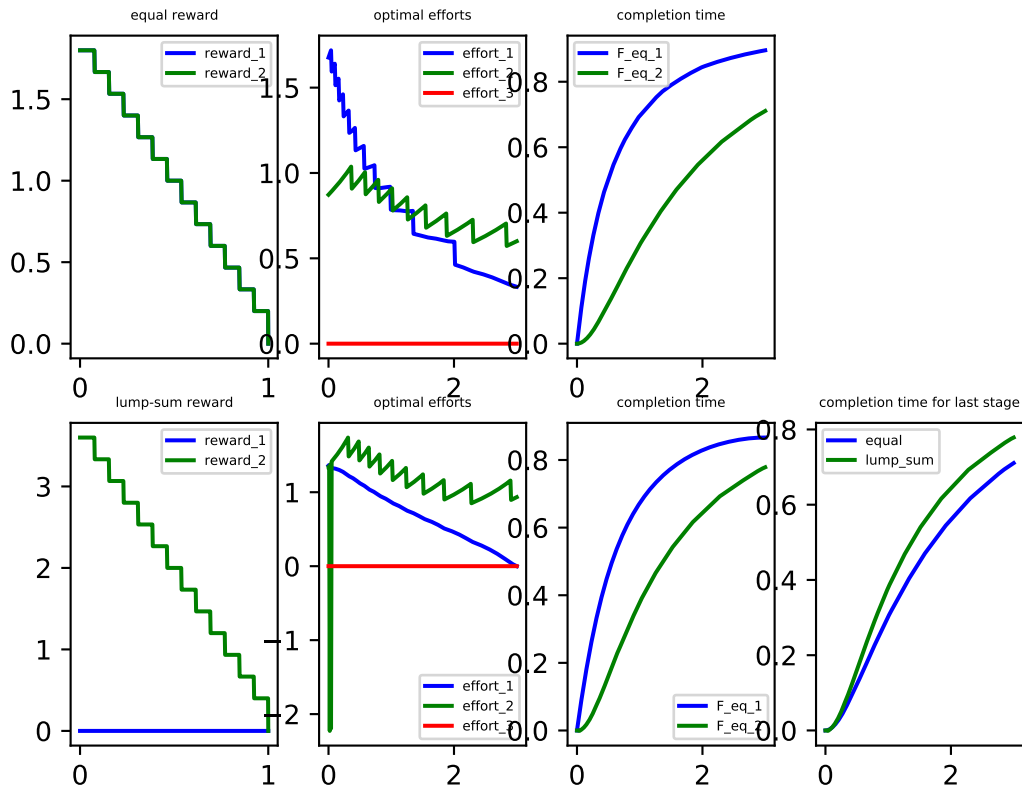 equal reward
reward_1
reward_2
1.5
1.0
0.5
0.0
0
1
optimal efforts
effort_1
effort_2
effort_3
1.5
1.0
0.5
0.0
0
2
completion time
F_eq_1
F_eq_2
0.8
0.6
0.4
0.2
0.0
0
2
lump-sum reward
reward_1
reward_2
3
2
1
0
0
1
optimal efforts
1
0
−1
−2
effort_1
effort_2
effort_3
0
2
completion time
0.8
0.6
0.4
0.2
0.0
F_eq_1
F_eq_2
0
2
completion time for last stage
equal
lump_sum
0.8
0.6
0.4
0.2
0.0
0
2